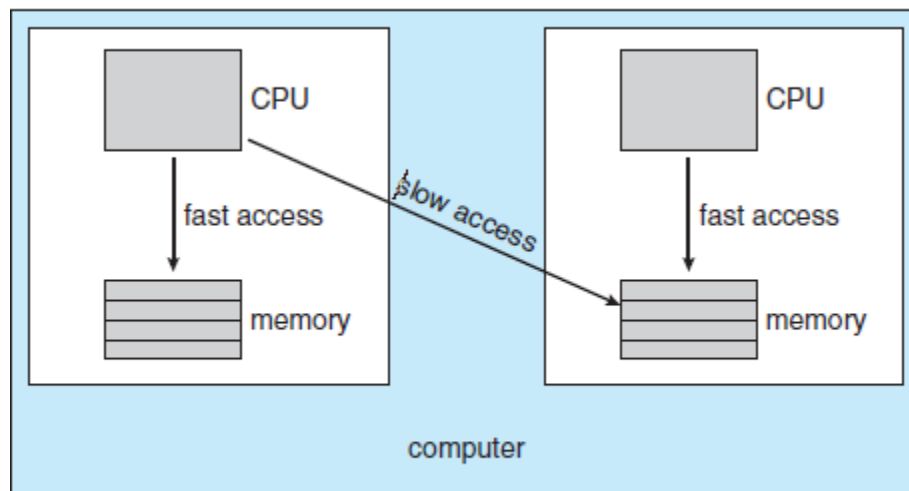 CPU
CPU
slow access
fast access
fast access
memory
memory
computer